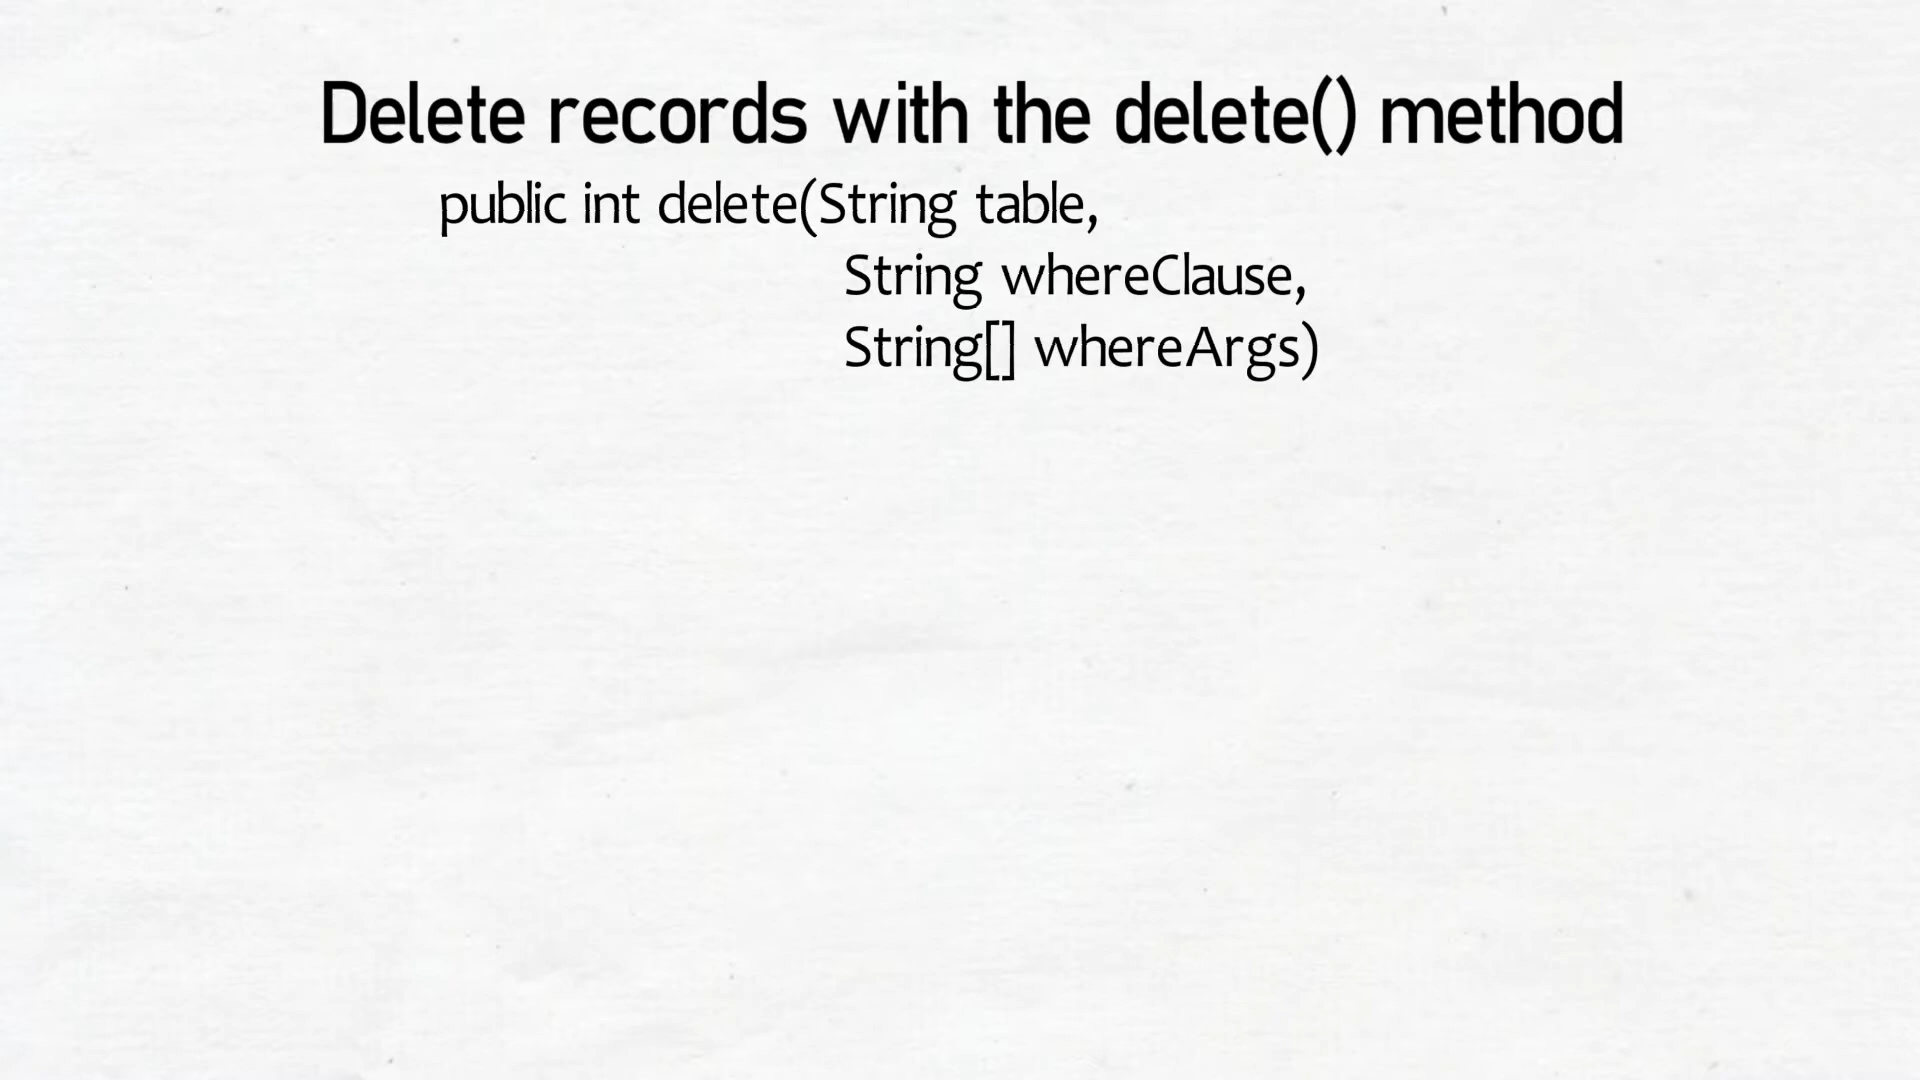 Delete records with the delete() method
public int delete(String table,
String whereClause,
String[] whereArgs)